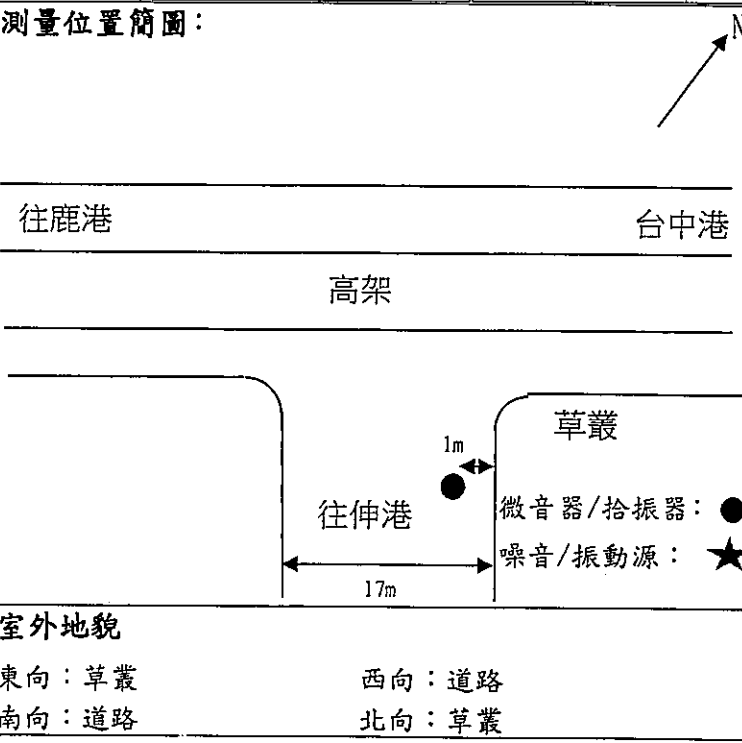 測量位置簡圖：
N
往鹿港 台中港
高架
草叢
1m
往伸港
微音器/拾振器：
噪音/振動源：
17m
室外地貌
東向：草叢 西向：道路
南向：道路 北向：草叢